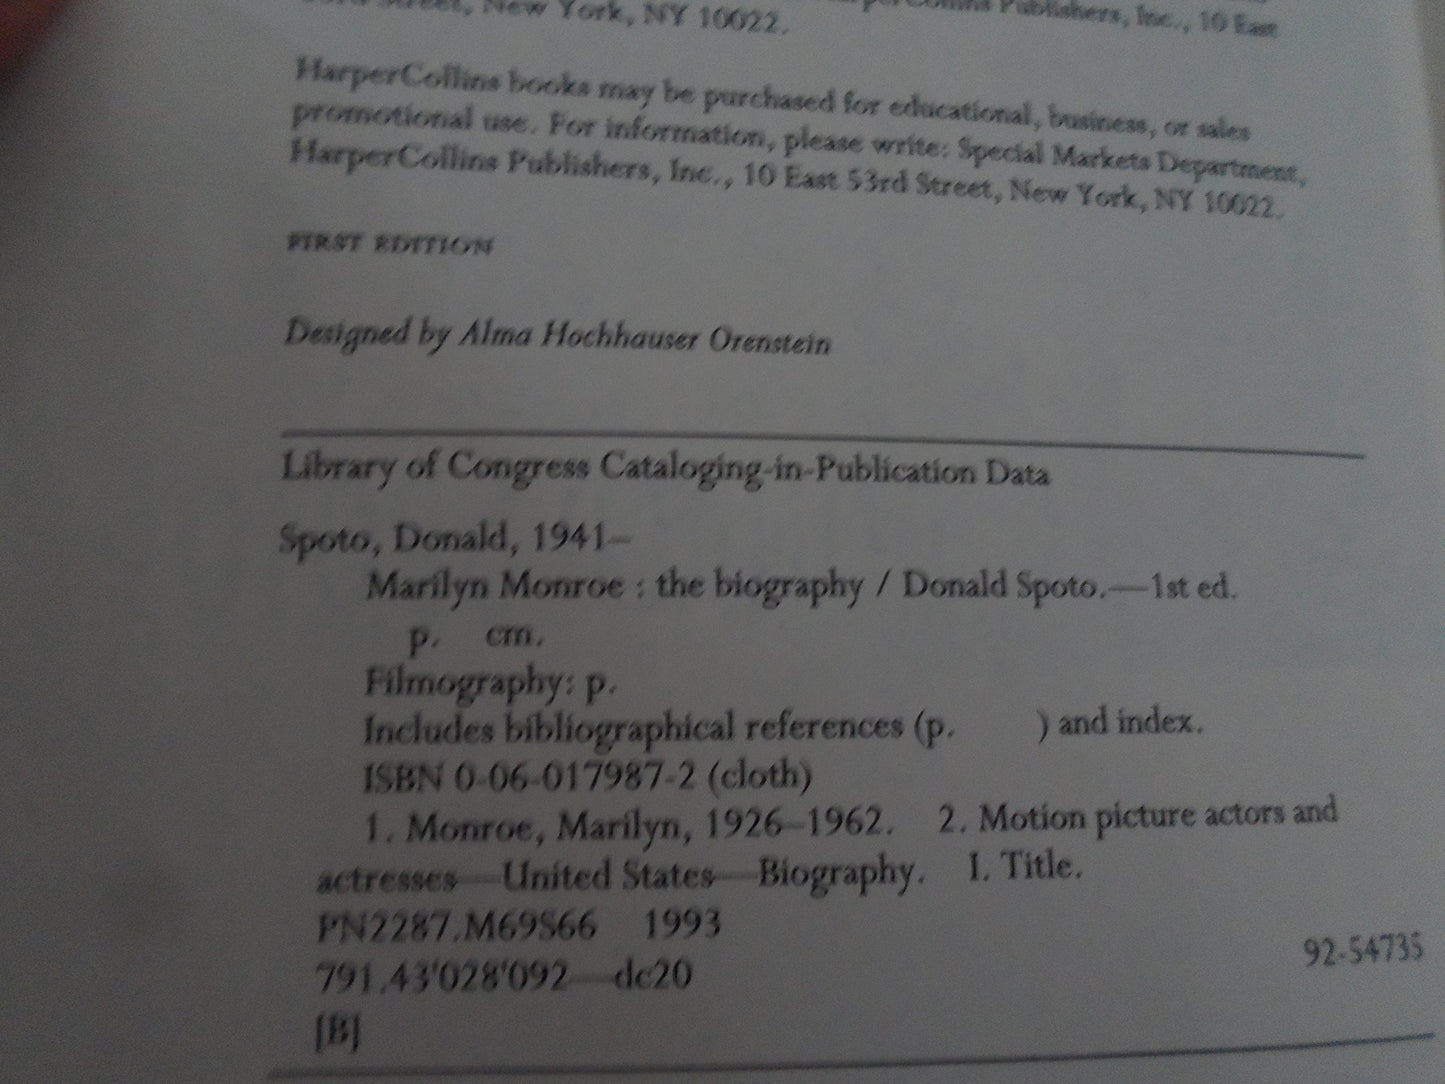 Street, New York, NY 10022.
Publishers, Inc., 10 East
HarperCollins books may be purchased for educational, business, or sales
promotional use. For information, please write: Special Markets Department,
HarperCollins Publishers, Inc., 10 East 53rd Street, New York, NY 10022.
FIRST EDITION
Designed by Alma Hochhauser Orenstein
Library of Congress Cataloging-in-Publication Data
Spoto, Donald, 1941–
Marilyn Monroe : the biography / Donald Spoto.—1st ed.
p. cm.
Filmography: p.
Includes bibliographical references (p. ) and index.
ISBN 0-06-017987-2 (cloth)
1. Monroe, Marilyn, 1926–1962. 2. Motion picture actors and
actresses—United States—Biography. I. Title.
PN2287.M69S66 1993
791.43'028'092—dc20
92-54735
[B]